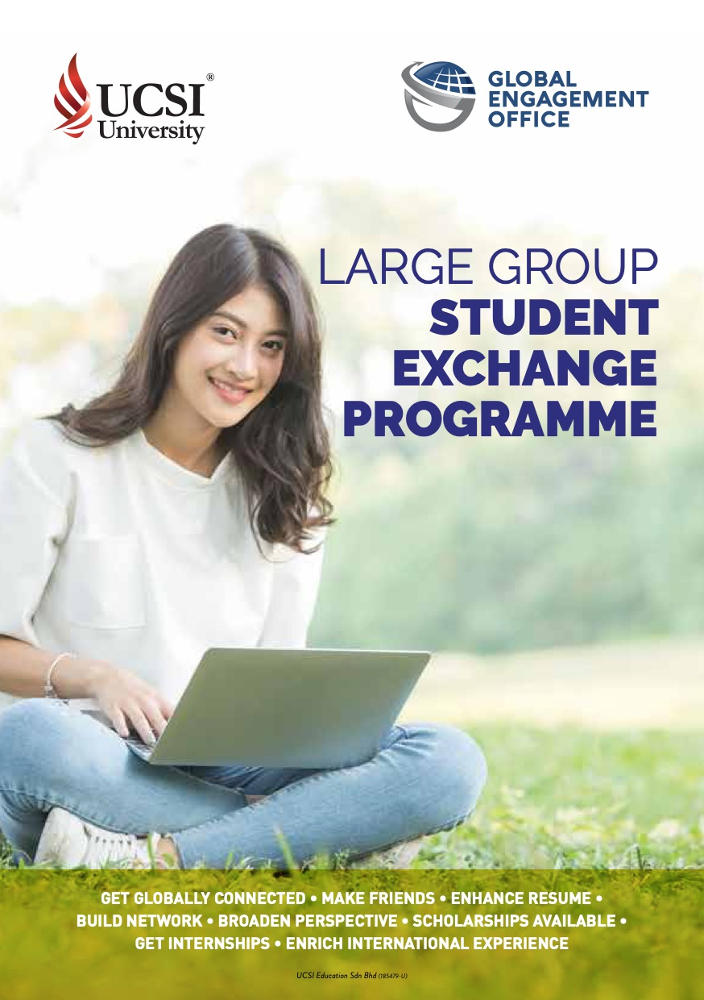 UCSI®
University
GLOBAL
ENGAGEMENT
OFFICE
LARGE GROUP
STUDENT
EXCHANGE
PROGRAMME
GET GLOBALLY CONNECTED • MAKE FRIENDS • ENHANCE RESUME •
BUILD NETWORK • BROADEN PERSPECTIVE • SCHOLARSHIPS AVAILABLE •
GET INTERNSHIPS • ENRICH INTERNATIONAL EXPERIENCE
UCSI Education Sdn Bhd (185479-U)